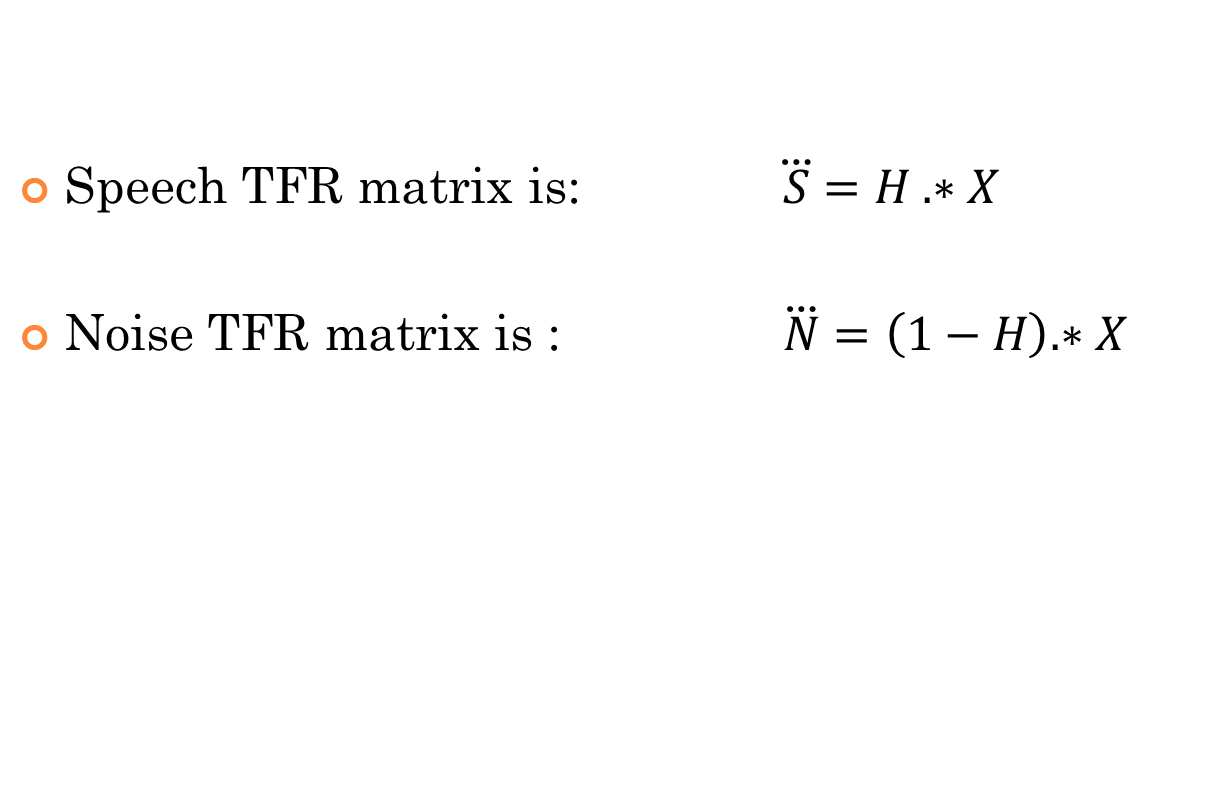 Speech TFR matrix is: S⃛ = H .∗ X
Noise TFR matrix is : N⃛ = (1 − H).∗ X